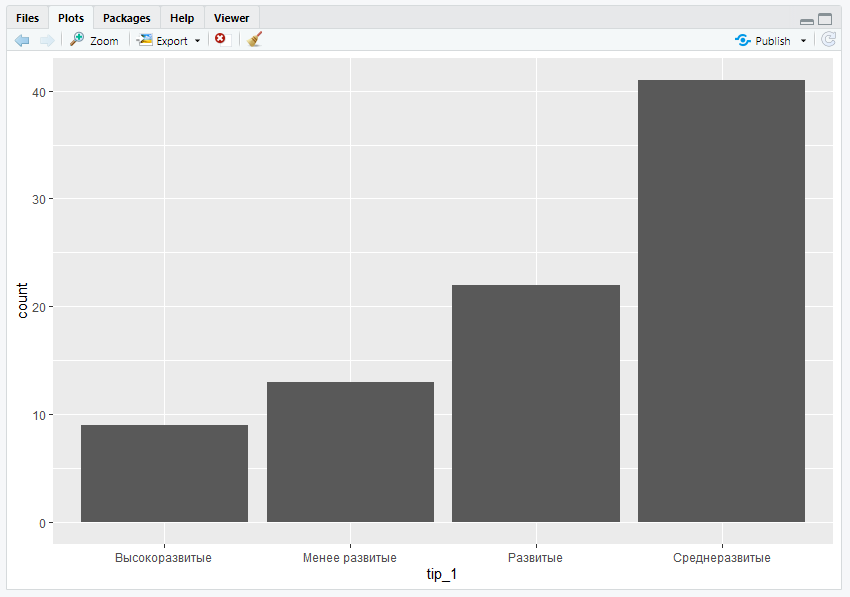 Files Plots Packages Help Viewer
Zoom Export Publish
40
30
20
10
0
count
Высокоразвитые Менее развитые Развитые Среднеразвитые
tip_1